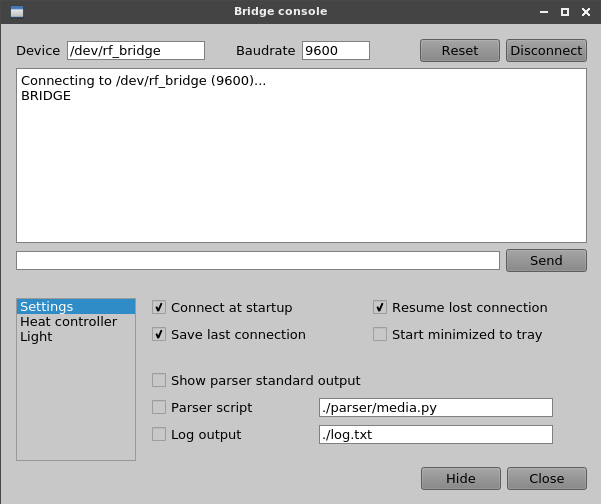 Bridge console
Device /dev/rf_bridge Baudrate 9600 Reset Disconnect
Connecting to /dev/rf_bridge (9600)...
BRIDGE
Send
Settings
Heat controller
Light
Connect at startup Resume lost connection
Save last connection Start minimized to tray
Show parser standard output
Parser script ./parser/media.py
Log output ./log.txt
Hide Close